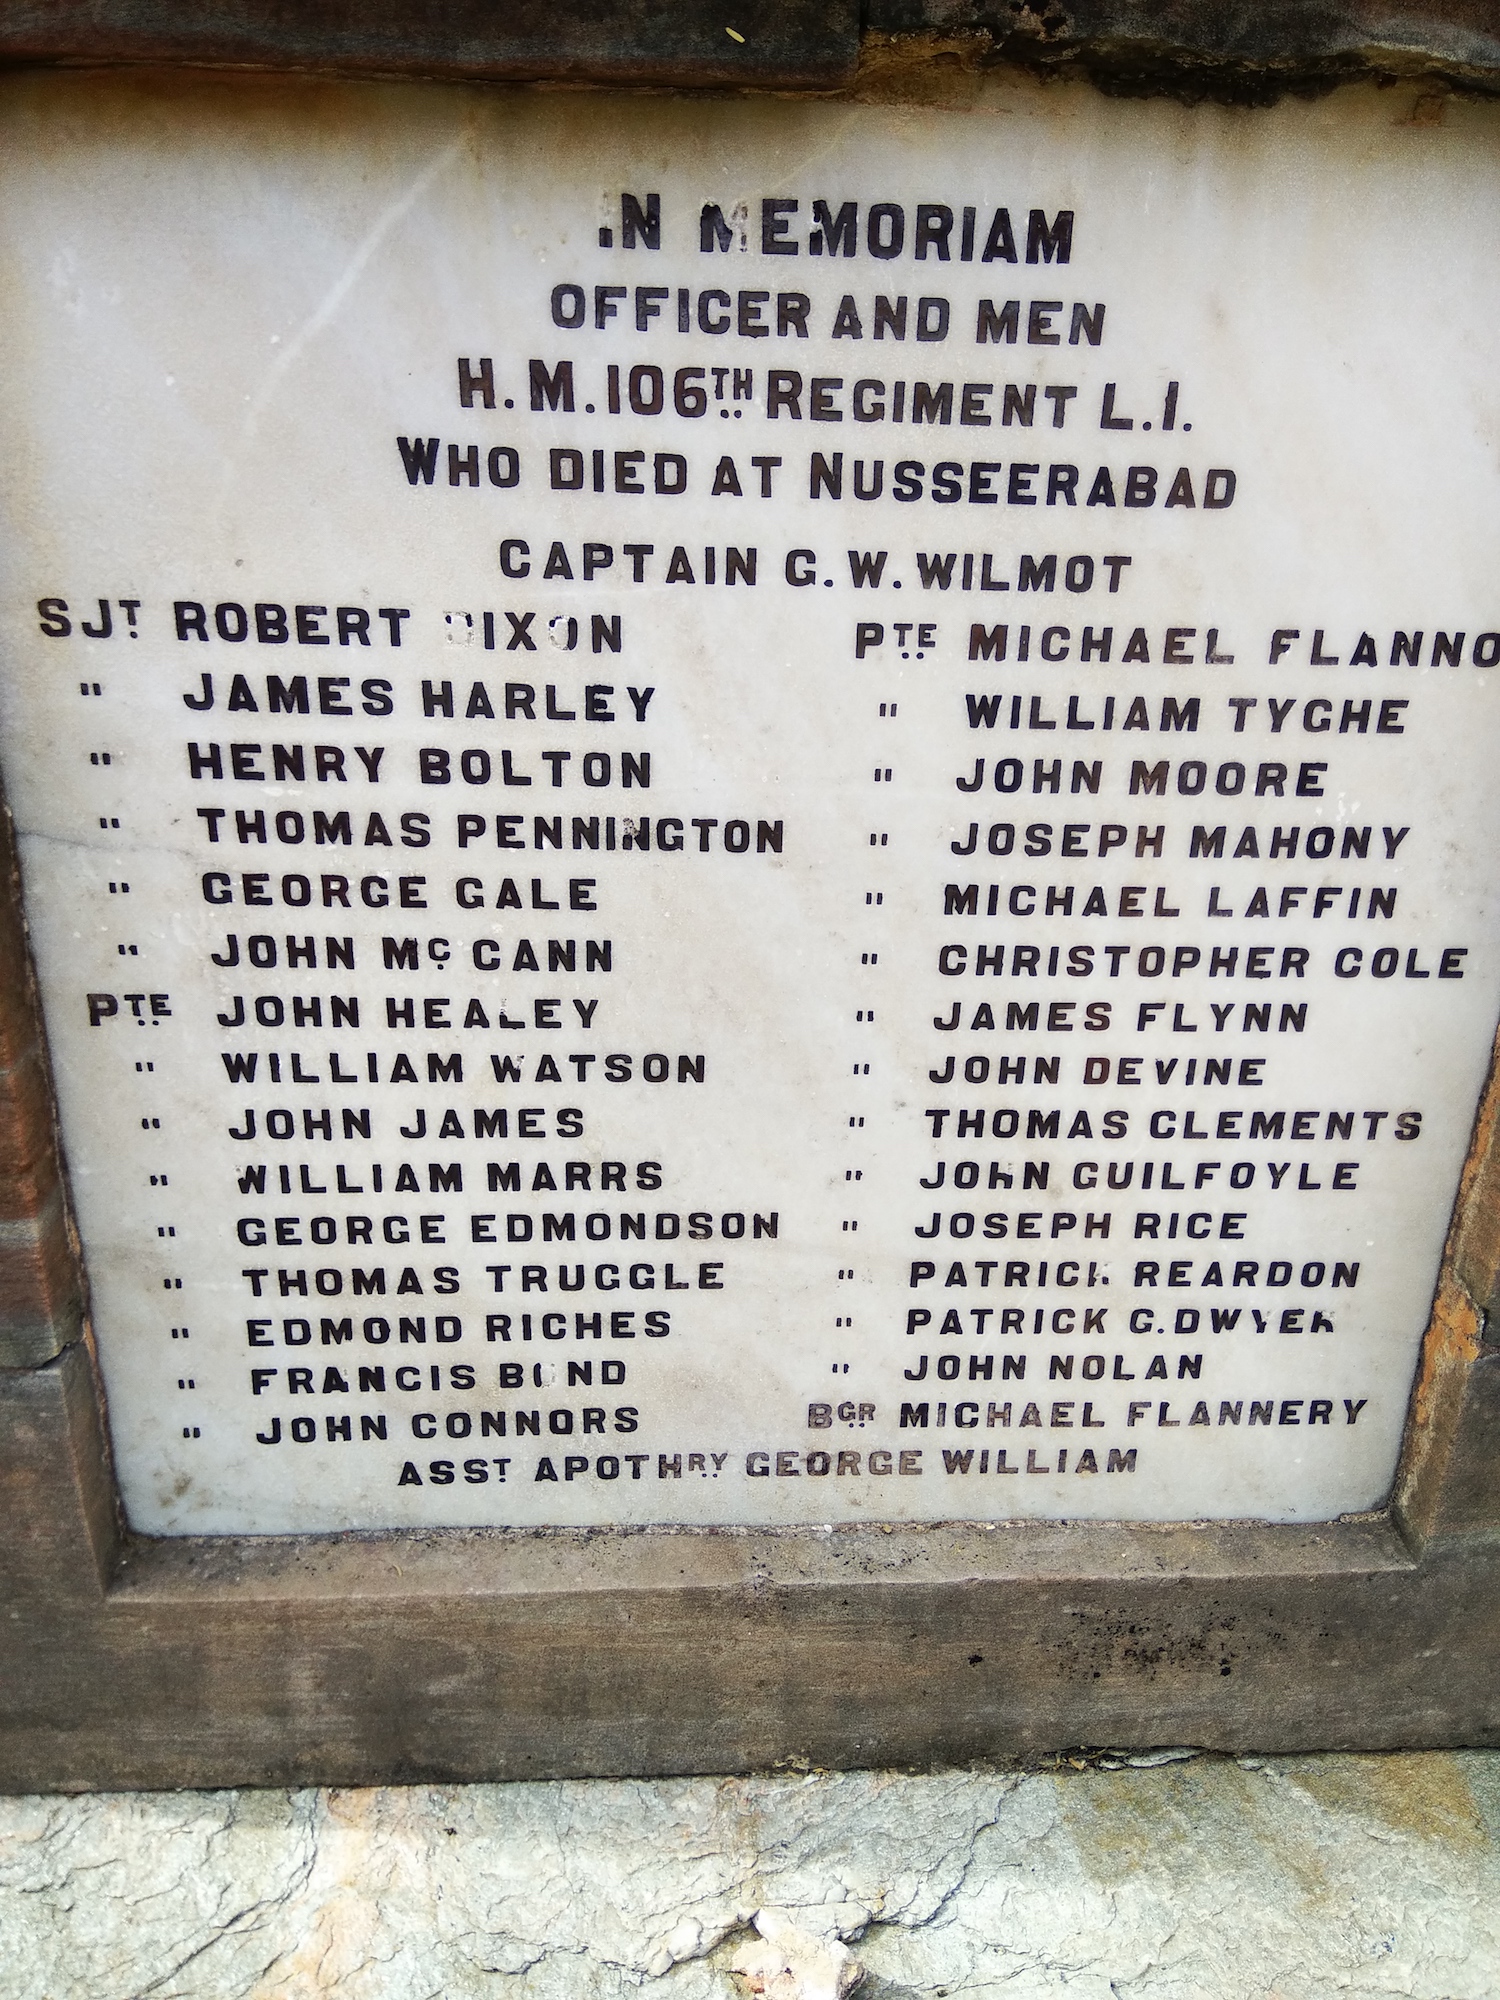 IN MEMORIAM
OFFICER AND MEN
H.M. 106TH REGIMENT L.I.
WHO DIED AT NUSSEERABAD
CAPTAIN G.W. WILMOT
SJT ROBERT DIXON
" JAMES HARLEY
" HENRY BOLTON
" THOMAS PENNINGTON
" GEORGE GALE
" JOHN McCANN
PTE JOHN HEALEY
" WILLIAM WATSON
" JOHN JAMES
" WILLIAM MARRS
" GEORGE EDMONDSON
" THOMAS TRUGGLE
" EDMOND RICHES
" FRANCIS BOND
" JOHN CONNORS
PTE MICHAEL FLANNO
" WILLIAM TYGHE
" JOHN MOORE
" JOSEPH MAHONY
" MICHAEL LAFFIN
" CHRISTOPHER COLE
" JAMES FLYNN
" JOHN DEVINE
" THOMAS CLEMENTS
" JOHN GUILFOYLE
" JOSEPH RICE
" PATRICK REARDON
" PATRICK G. DWYER
" JOHN NOLAN
BGR MICHAEL FLANNERY
ASST APOTHRY GEORGE WILLIAM